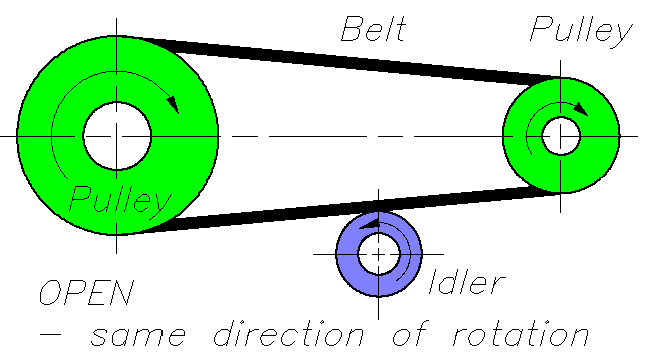 Belt
Pulley
Pulley
Idler
OPEN
- same direction of rotation